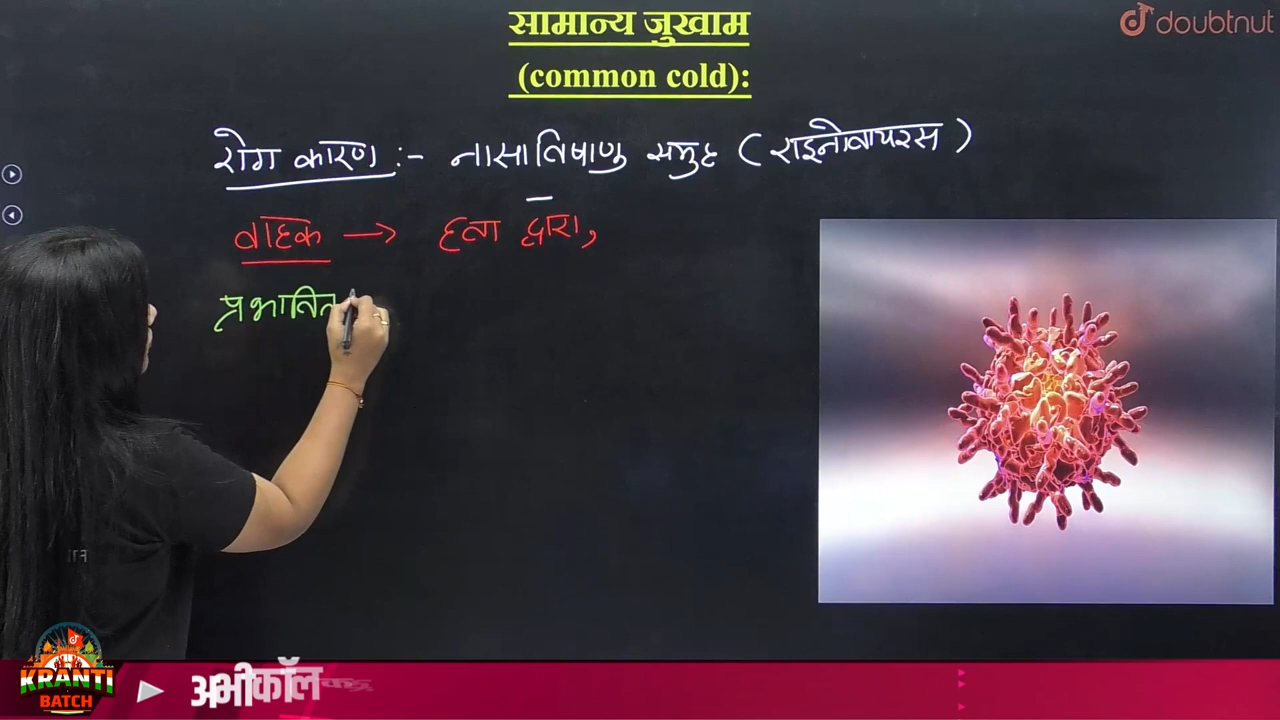 सामान्य जुखाम
doubtnut
(common cold):
रोग कारण :- नासाविषाणु समुह (राइनोवायरस)
वाहक → हवा द्वारा,
प्रभावित
KRANTI
BATCH
अभी कॉल